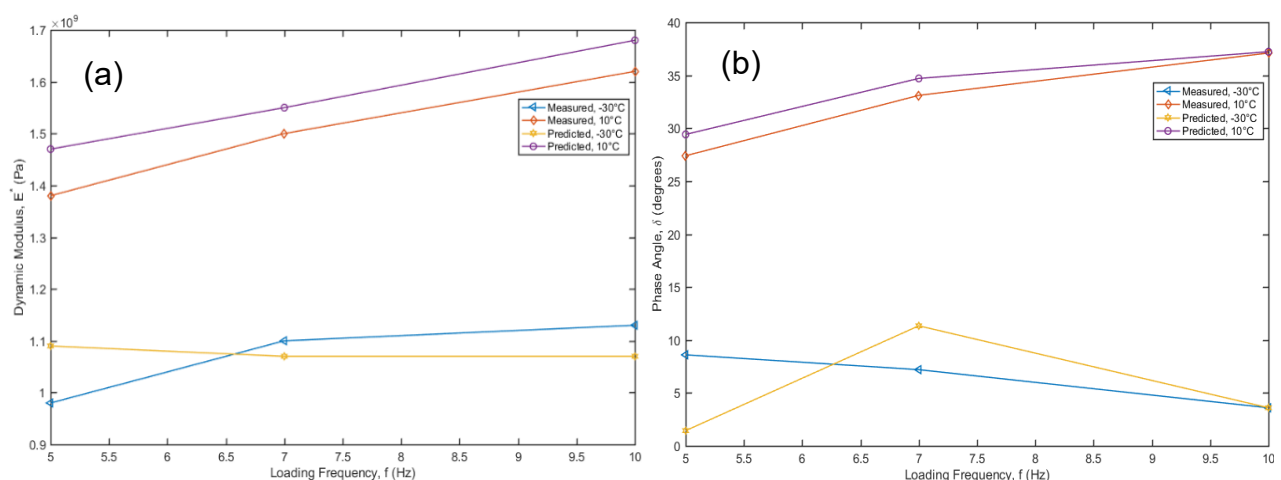 ×10⁹
1.7
1.6
1.5
1.4
1.3
1.2
1.1
1
0.9
Dynamic Modulus, E* (Pa)
(a)
Measured, -30°C
Measured, 10°C
Predicted, -30°C
Predicted, 10°C
5 5.5 6 6.5 7 7.5 8 8.5 9 9.5 10
Loading Frequency, f (Hz)
40
35
30
25
20
15
10
5
0
Phase Angle, δ (degrees)
(b)
Measured, -30°C
Measured, 10°C
Predicted, -30°C
Predicted, 10°C
5 5.5 6 6.5 7 7.5 8 8.5 9 9.5 10
Loading Frequency, f (Hz)